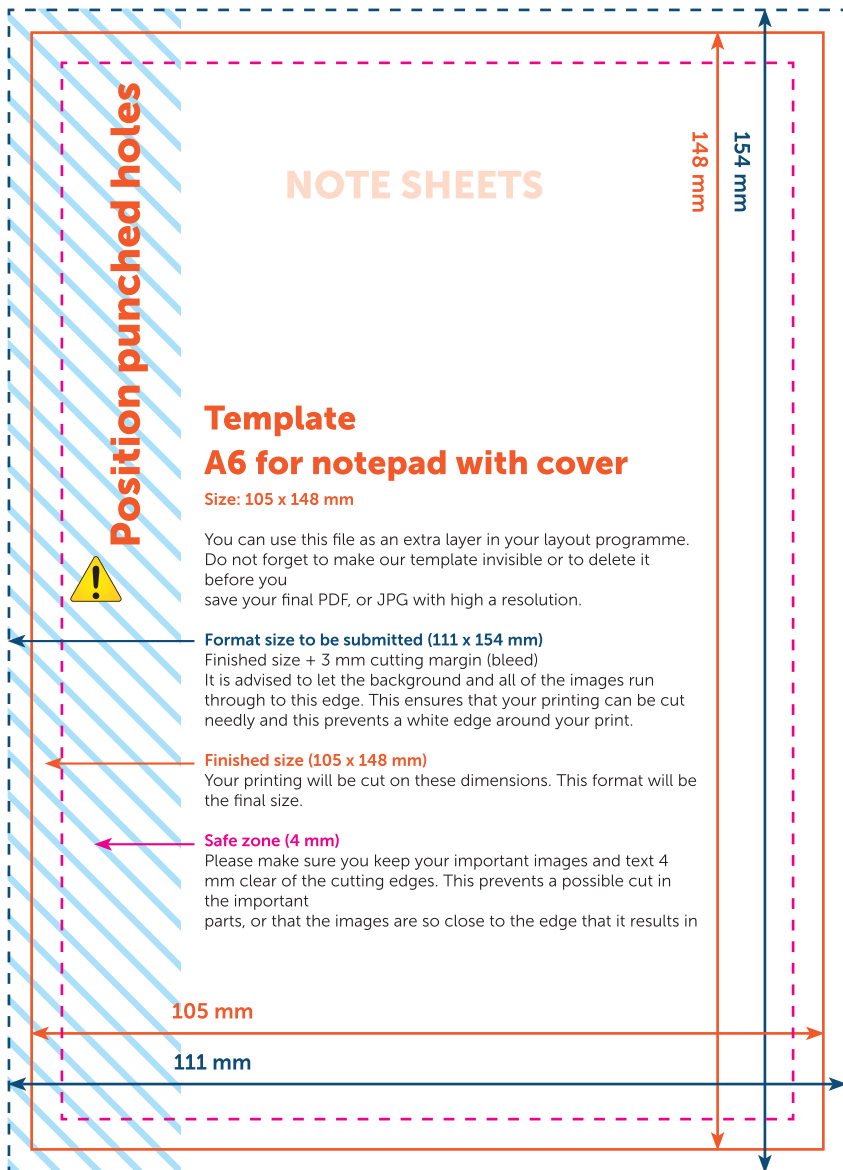 Position punched holes
NOTE SHEETS
148 mm
154 mm
Template
A6 for notepad with cover
Size: 105 x 148 mm
You can use this file as an extra layer in your layout programme.
Do not forget to make our template invisible or to delete it
before you
save your final PDF, or JPG with high a resolution.
Format size to be submitted (111 x 154 mm)
Finished size + 3 mm cutting margin (bleed)
It is advised to let the background and all of the images run
through to this edge. This ensures that your printing can be cut
needly and this prevents a white edge around your print.
Finished size (105 x 148 mm)
Your printing will be cut on these dimensions. This format will be
the final size.
Safe zone (4 mm)
Please make sure you keep your important images and text 4
mm clear of the cutting edges. This prevents a possible cut in
the important
parts, or that the images are so close to the edge that it results in
105 mm
111 mm